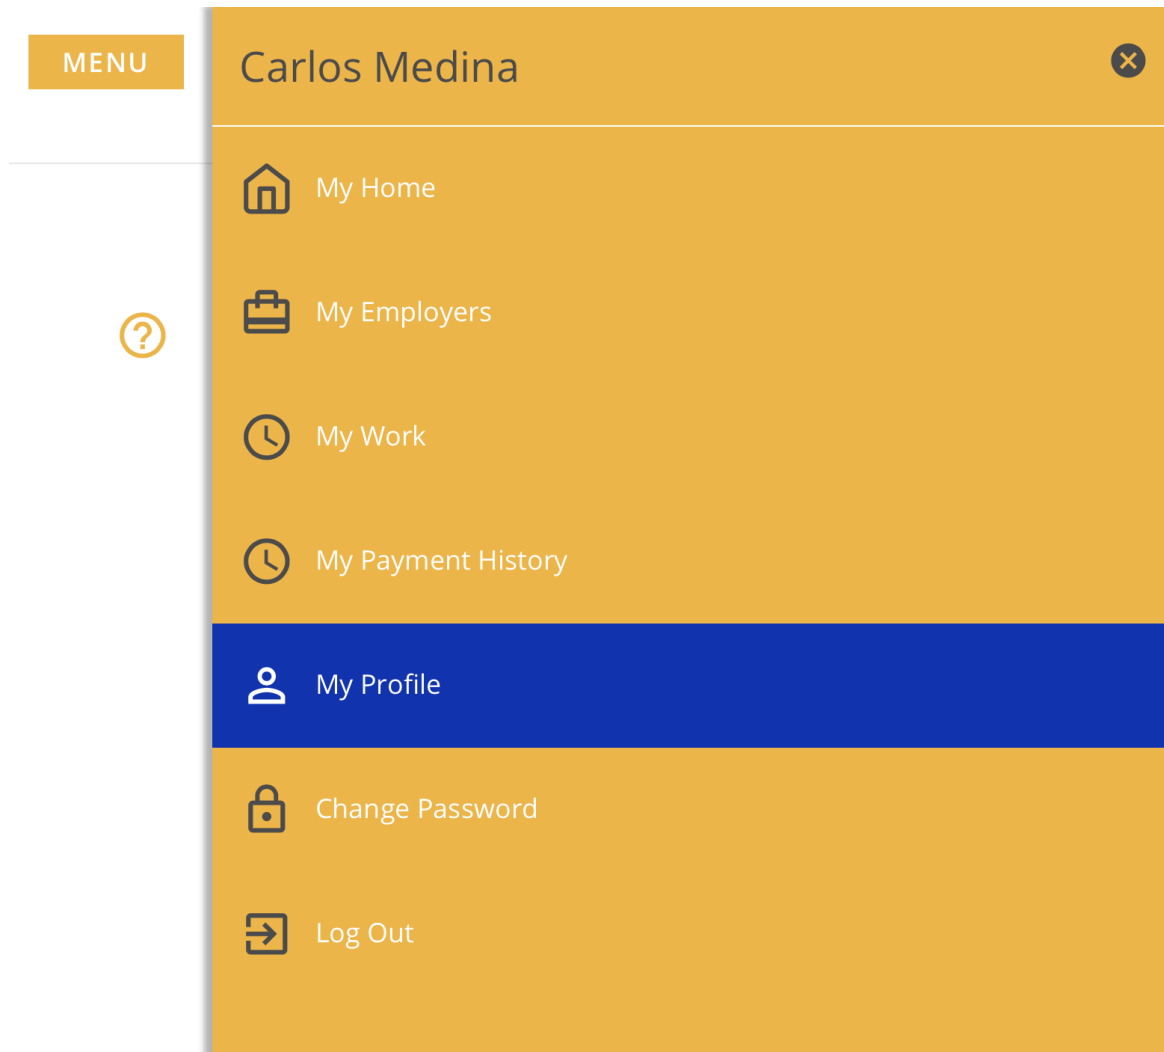 MENU
Carlos Medina
My Home
My Employers
My Work
My Payment History
My Profile
Change Password
Log Out